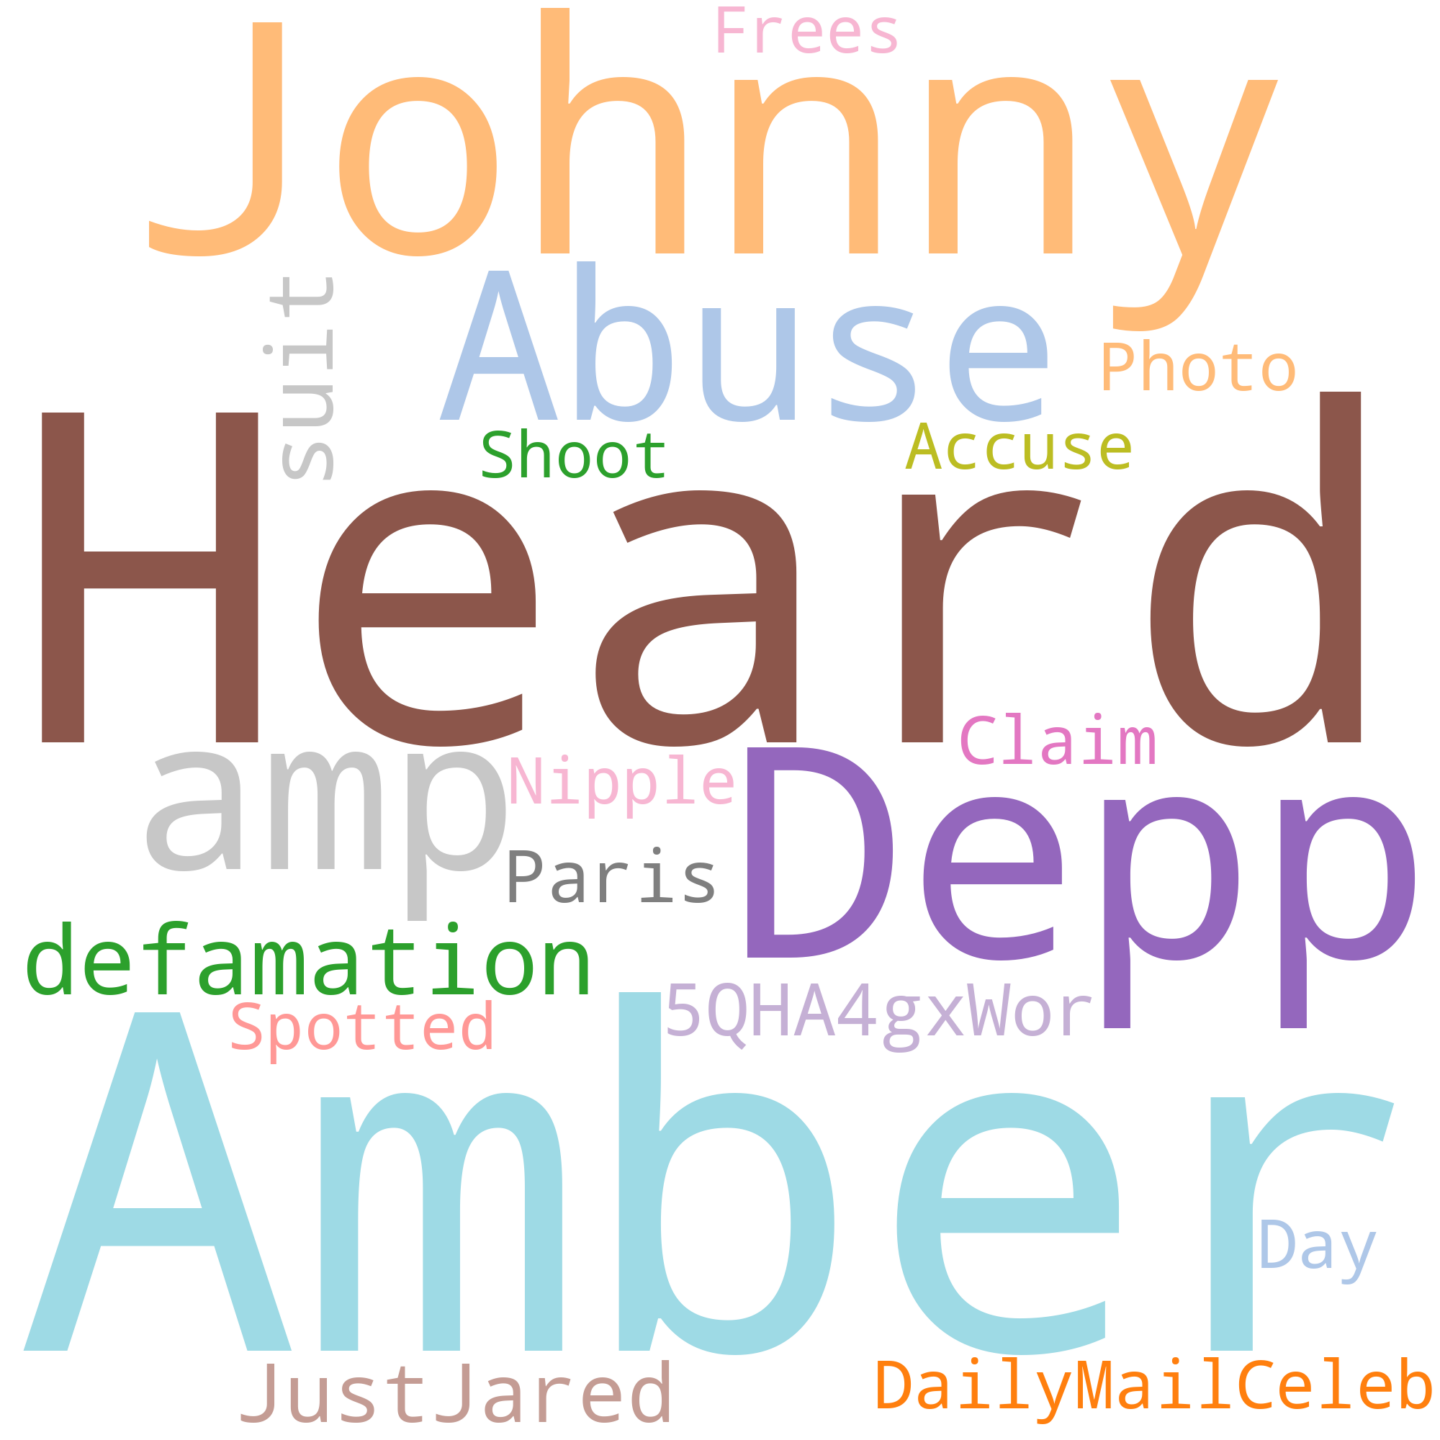 Frees
Johnny
suit
Abuse
Photo
Shoot
Accuse
Heard
Claim
amp
Nipple
Depp
Paris
defamation
5QHA4gxWor
Spotted
Amber
Day
JustJared
DailyMailCeleb